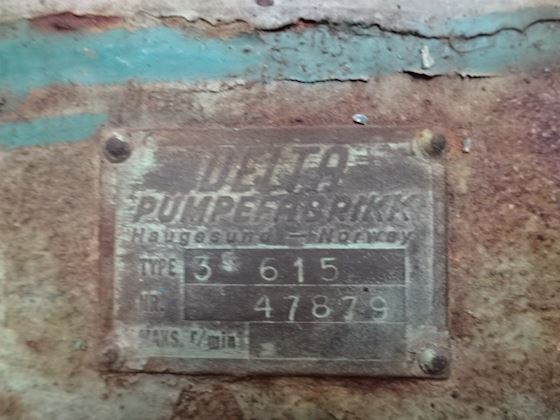 DELTA
PUMPEFABRIKK
Haugesund - Norway
TYPE 3 615
NR. 47879
MAKS. r/min